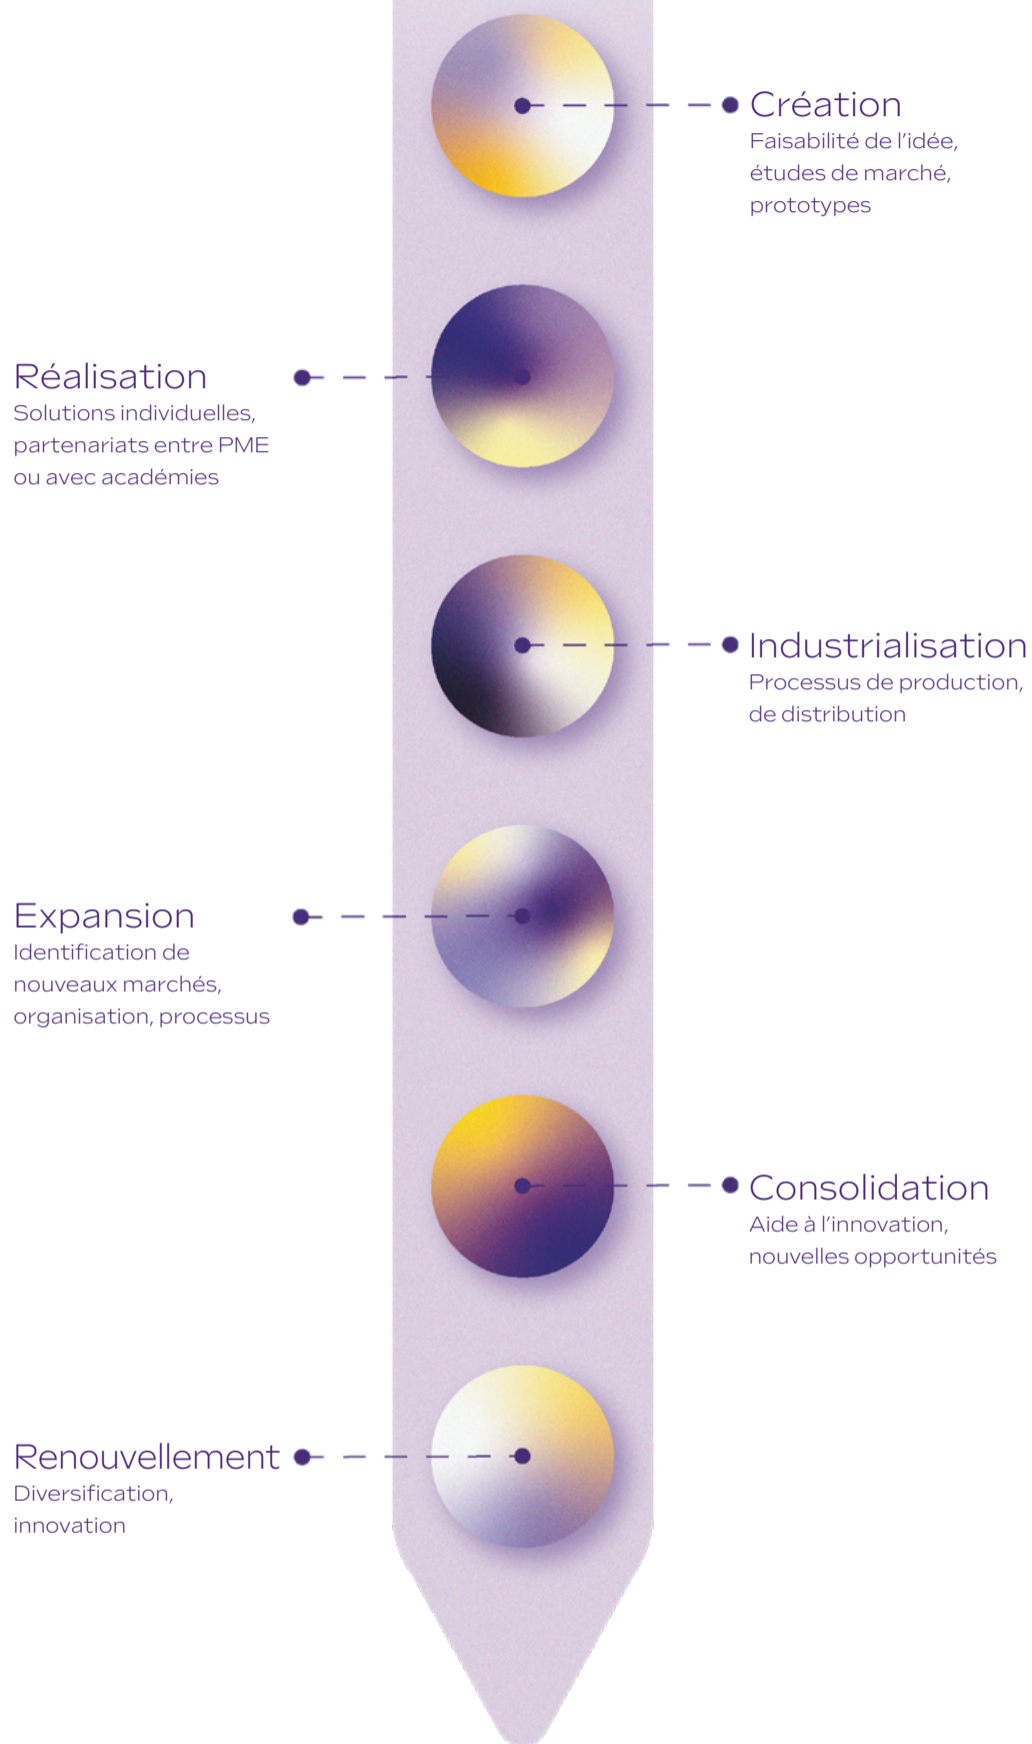 Création
Faisabilité de l'idée,
études de marché,
prototypes
Réalisation
Solutions individuelles,
partenariats entre PME
ou avec académies
Industrialisation
Processus de production,
de distribution
Expansion
Identification de
nouveaux marchés,
organisation, processus
Consolidation
Aide à l'innovation,
nouvelles opportunités
Renouvellement
Diversification,
innovation